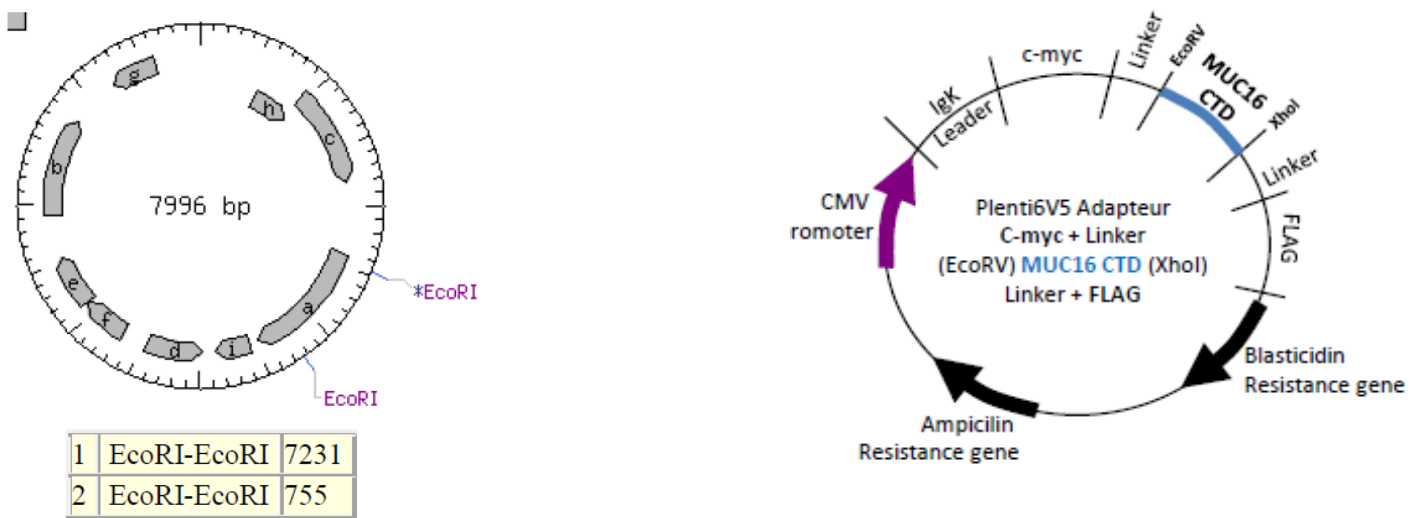 g
h
c
b
7996 bp
*EcoRI
e
a
f
d
i
EcoRI
1 EcoRI-EcoRI 7231
2 EcoRI-EcoRI 755
c-myc
Linker
EcoRV
MUC16
CTD
XhoI
IgK
Leader
Linker
CMV
romoter
FLAG
Plenti6V5 Adapteur
C-myc + Linker
(EcoRV) MUC16 CTD (XhoI)
Linker + FLAG
Blasticidin
Resistance gene
Ampicilin
Resistance gene